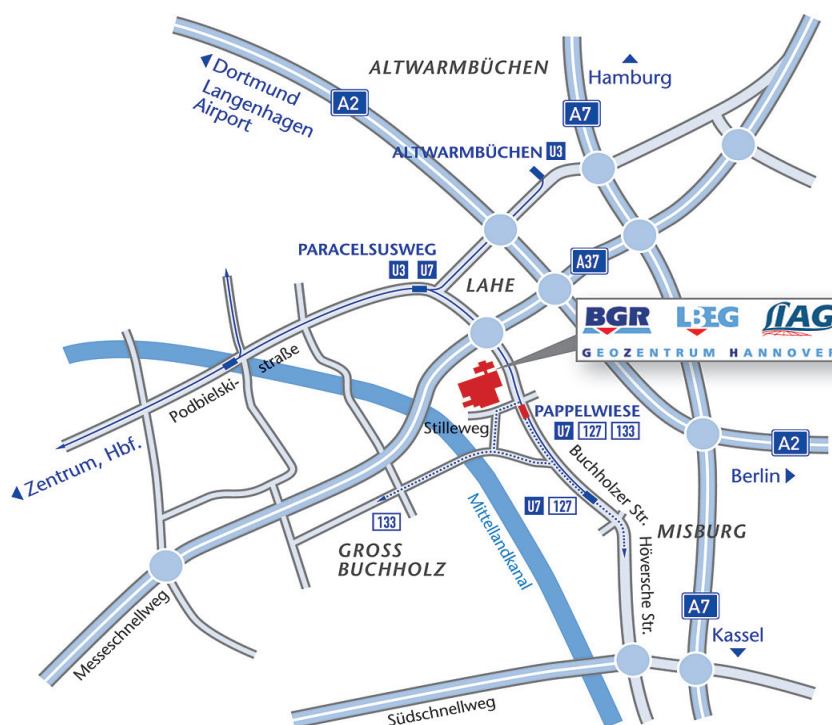 ALTWARMBÜCHEN
Dortmund
Langenhagen
Airport
A2
Hamburg
A7
ALTWARMBÜCHEN U3
PARACELSUSWEG
U3 U7
LAHE
A37
BGR LBEG LIAG
GEOZENTRUM HANNOVER
Podbielski-
straße
Zentrum, Hbf.
Stilleweg
PAPPELWIESE
U7 127 133
A2
Berlin
Buchholzer Str.
U7 127
133
GROSS
BUCHHOLZ
Mittellandkanal
MISBURG
Höversche Str.
A7
Kassel
Messeschnellweg
Südschnellweg